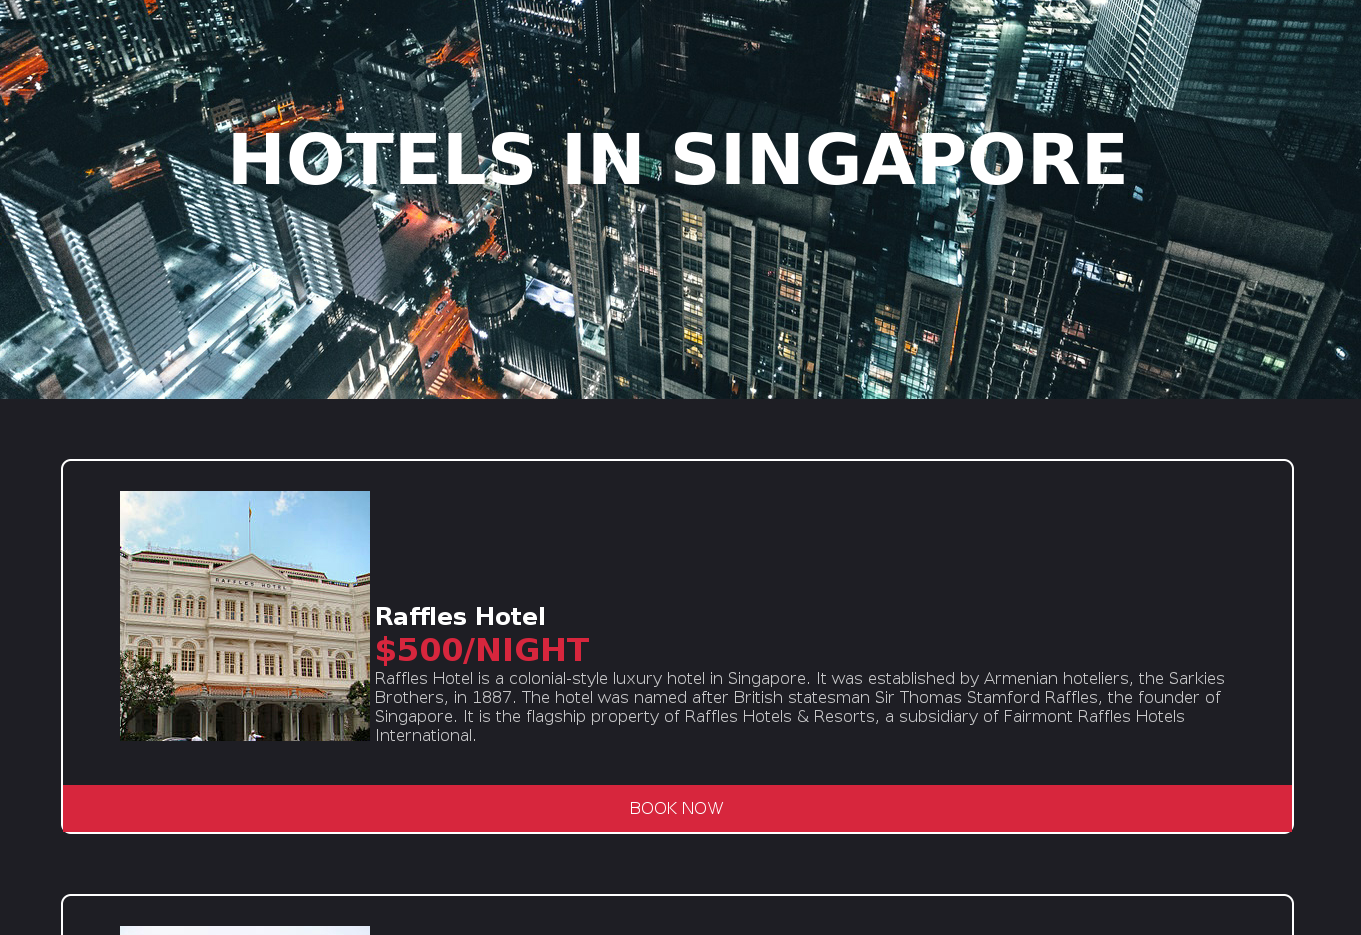 HOTELS IN SINGAPORE
RAFFLES HOTEL
Raffles Hotel
$500/NIGHT
Raffles Hotel is a colonial-style luxury hotel in Singapore. It was established by Armenian hoteliers, the Sarkies
Brothers, in 1887. The hotel was named after British statesman Sir Thomas Stamford Raffles, the founder of
Singapore. It is the flagship property of Raffles Hotels & Resorts, a subsidiary of Fairmont Raffles Hotels
International.
BOOK NOW